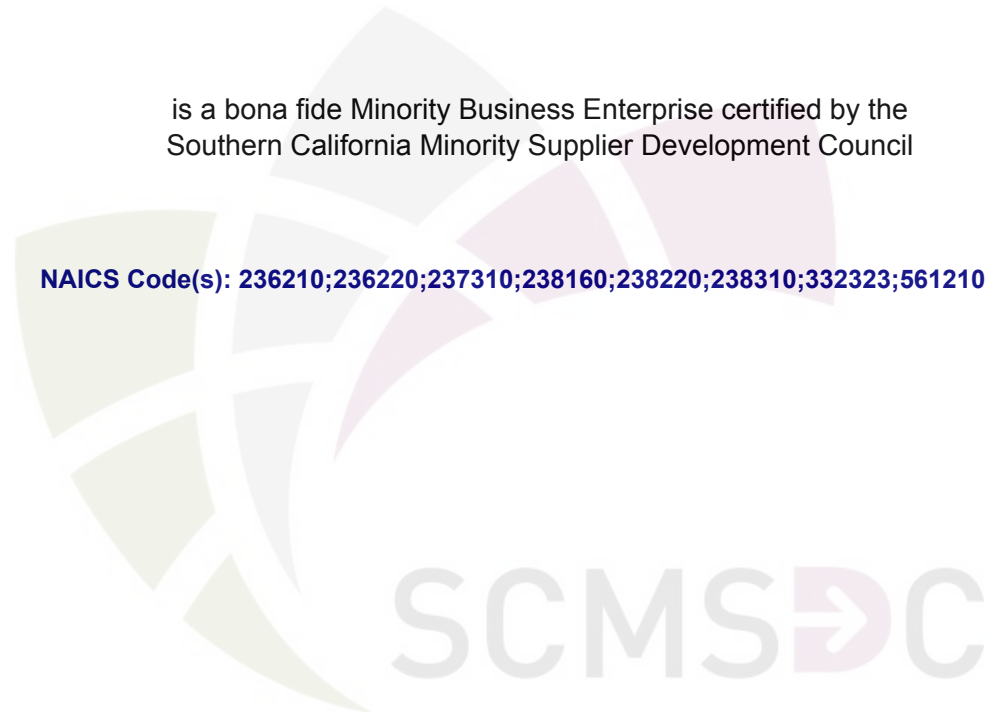 is a bona fide Minority Business Enterprise certified by the
Southern California Minority Supplier Development Council
NAICS Code(s): 236210;236220;237310;238160;238220;238310;332323;561210
SCMSDC